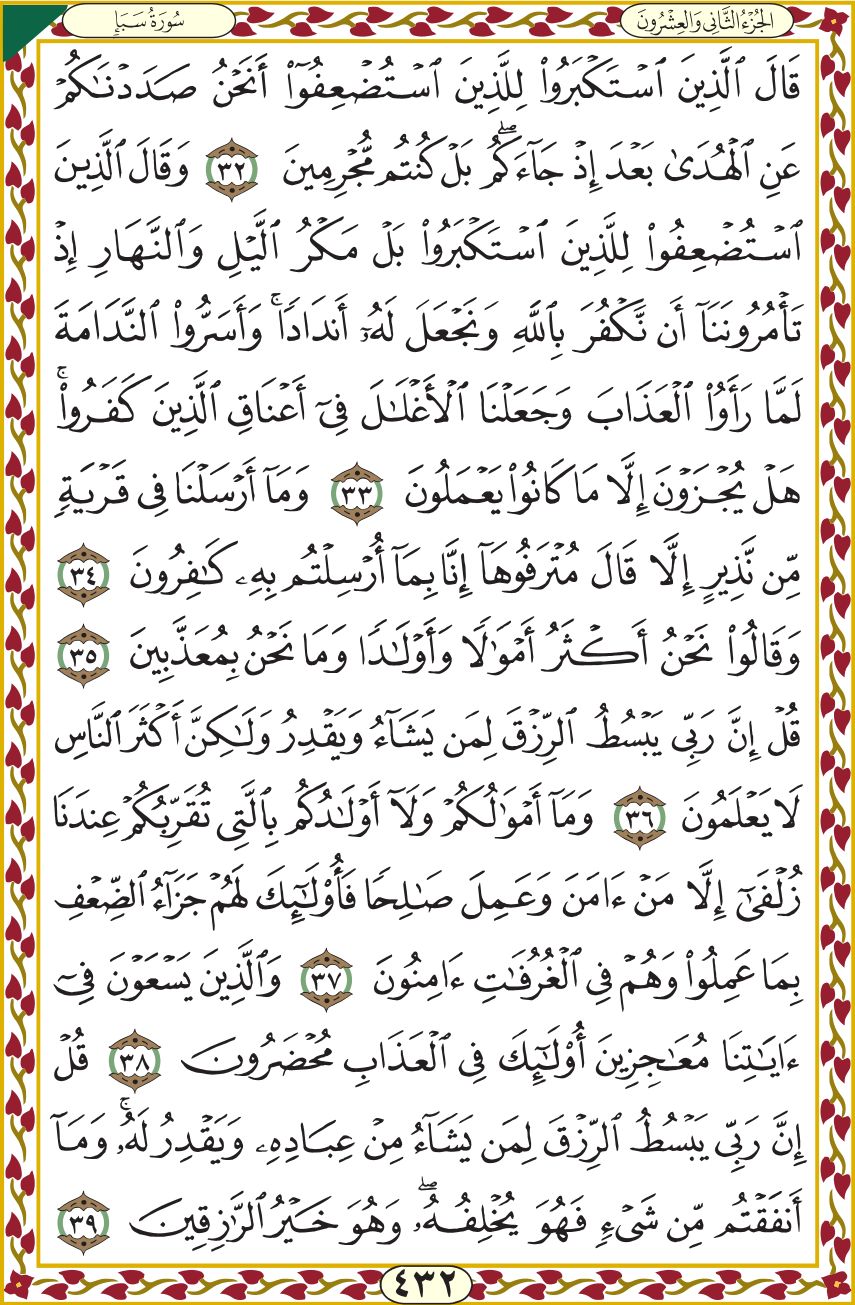 الجُزْءُ الثَّانِي وَالعِشْرُونَ
سُورَةُ سَبَإٍ
قَالَ ٱلَّذِينَ ٱسْتَكْبَرُوا۟ لِلَّذِينَ ٱسْتُضْعِفُوٓا۟ أَنَحْنُ صَدَدْنَٰكُمْ
عَنِ ٱلْهُدَىٰ بَعْدَ إِذْ جَآءَكُمۖ بَلْ كُنتُم مُّجْرِمِينَ ٣٢ وَقَالَ ٱلَّذِينَ
ٱسْتُضْعِفُوا۟ لِلَّذِينَ ٱسْتَكْبَرُوا۟ بَلْ مَكْرُ ٱلَّيْلِ وَٱلنَّهَارِ إِذْ
تَأْمُرُونَنَآ أَن نَّكْفُرَ بِٱللَّهِ وَنَجْعَلَ لَهُۥٓ أَندَادًاۚ وَأَسَرُّوا۟ ٱلنَّدَامَةَ
لَمَّا رَأَوُا۟ ٱلْعَذَابَ وَجَعَلْنَا ٱلْأَغْلَٰلَ فِىٓ أَعْنَاقِ ٱلَّذِينَ كَفَرُوا۟ۚ
هَلْ يُجْزَوْنَ إِلَّا مَا كَانُوا۟ يَعْمَلُونَ ٣٣ وَمَآ أَرْسَلْنَا فِى قَرْيَةٍ
مِّن نَّذِيرٍ إِلَّا قَالَ مُتْرَفُوهَآ إِنَّا بِمَآ أُرْسِلْتُم بِهِۦ كَٰفِرُونَ ٣٤
وَقَالُوا۟ نَحْنُ أَكْثَرُ أَمْوَٰلًا وَأَوْلَٰدًا وَمَا نَحْنُ بِمُعَذَّبِينَ ٣٥
قُلْ إِنَّ رَبِّى يَبْسُطُ ٱلرِّزْقَ لِمَن يَشَآءُ وَيَقْدِرُ وَلَٰكِنَّ أَكْثَرَ ٱلنَّاسِ
لَا يَعْلَمُونَ ٣٦ وَمَآ أَمْوَٰلُكُمْ وَلَآ أَوْلَٰدُكُم بِٱلَّتِى تُقَرِّبُكُمْ عِندَنَا
زُلْفَىٰٓ إِلَّا مَنْ ءَامَنَ وَعَمِلَ صَٰلِحًا فَأُو۟لَٰٓئِكَ لَهُمْ جَزَآءُ ٱلضِّعْفِ
بِمَا عَمِلُوا۟ وَهُمْ فِى ٱلْغُرُفَٰتِ ءَامِنُونَ ٣٧ وَٱلَّذِينَ يَسْعَوْنَ فِىٓ
ءَايَٰتِنَا مُعَٰجِزِينَ أُو۟لَٰٓئِكَ فِى ٱلْعَذَابِ مُحْضَرُونَ ٣٨ قُلْ
إِنَّ رَبِّى يَبْسُطُ ٱلرِّزْقَ لِمَن يَشَآءُ مِنْ عِبَادِهِۦ وَيَقْدِرُ لَهُۥۚ وَمَآ
أَنفَقْتُم مِّن شَىْءٍ فَهُوَ يُخْلِفُهُۥۖ وَهُوَ خَيْرُ ٱلرَّٰزِقِينَ ٣٩
٤٣٢